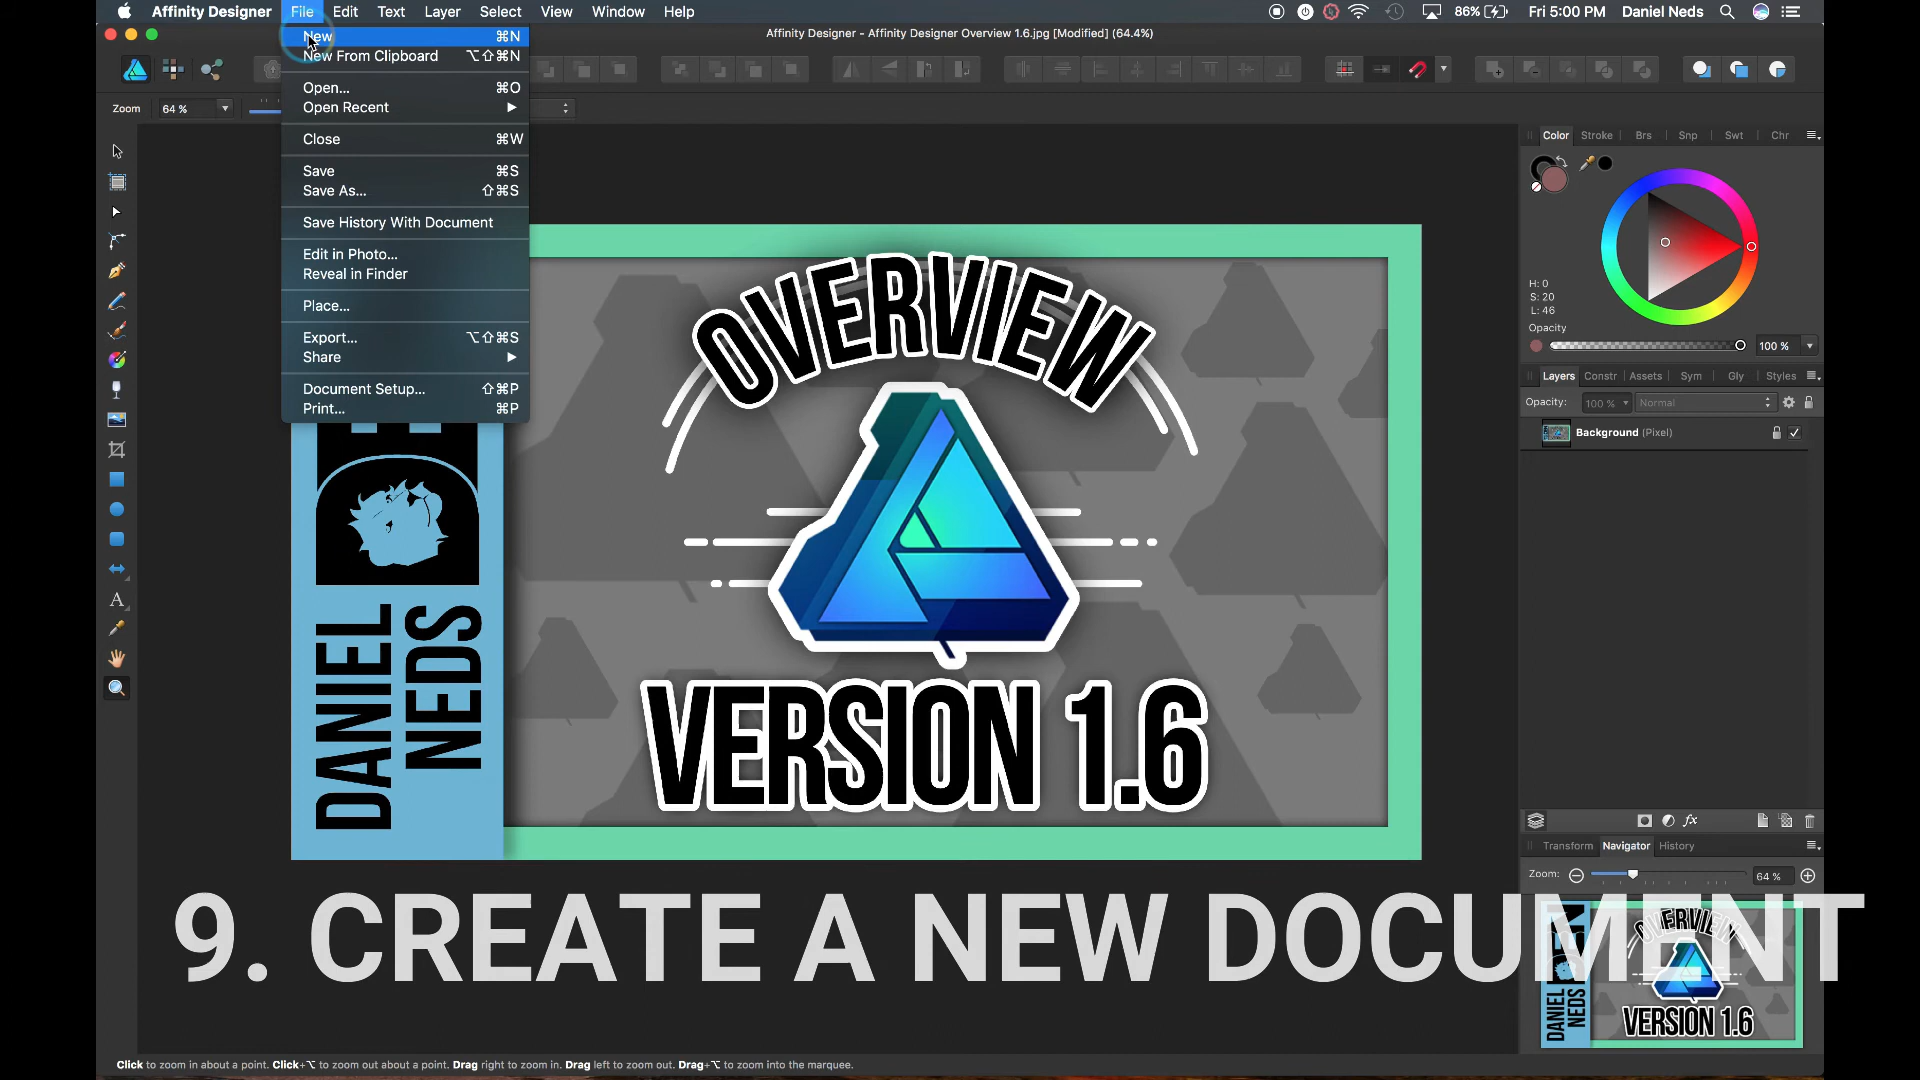 Affinity Designer File Edit Text Layer Select View Window Help 86% Fri 5:00 PM Daniel Neds
Affinity Designer - Affinity Designer Overview 1.6.jpg [Modified] (64.4%)
New ⌘N
New From Clipboard ⌥⇧⌘N
Open... ⌘O
Open Recent
Close ⌘W
Save ⌘S
Save As... ⇧⌘S
Save History With Document
Edit in Photo...
Reveal in Finder
Place...
Export... ⌥⇧⌘S
Share
Document Setup... ⇧⌘P
Print... ⌘P
Zoom 64 %
Color Stroke Brs Snp Swt Chr
H: 0
S: 20
L: 46
Opacity
100 %
Layers Constr Assets Sym Gly Styles
Opacity: 100 % Normal
Background (Pixel)
OVERVIEW
VERSION 1.6
DANIEL
NEDS
Transform Navigator History
Zoom: 64 %
9. CREATE A NEW DOCUMENT
OVERVIEW
VERSION 1.6
DANIEL
NEDS
Click to zoom in about a point. Click+⌥ to zoom out about a point. Drag right to zoom in. Drag left to zoom out. Drag+⌥ to zoom into the marquee.